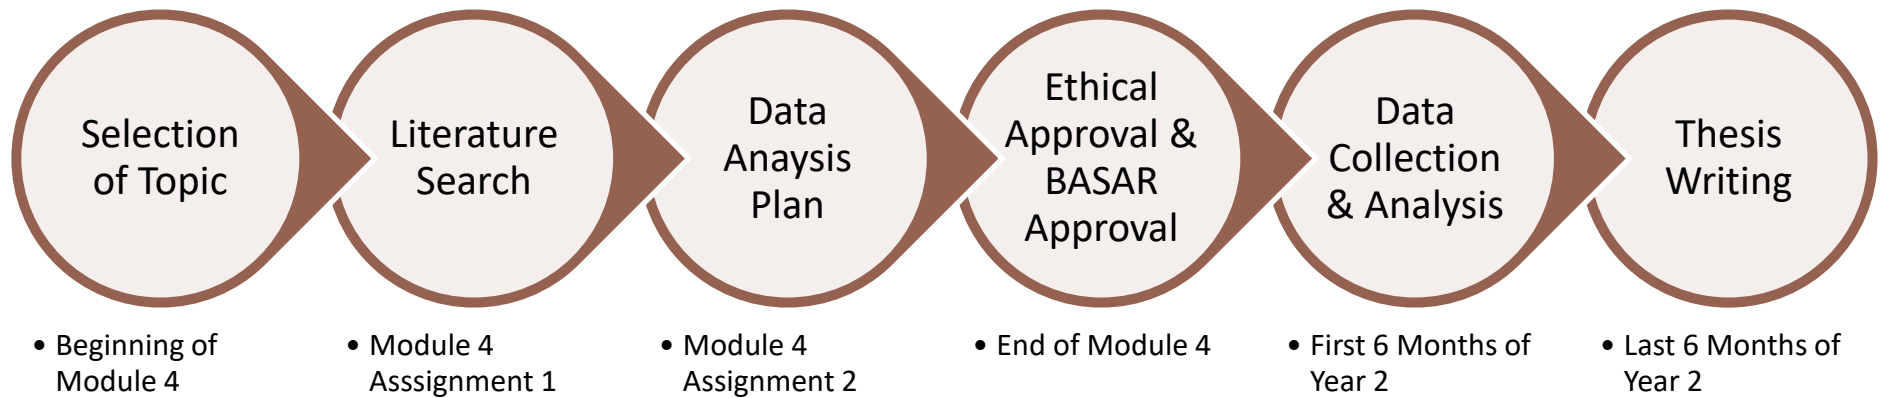 Selection
of Topic
Literature
Search
Data
Anaysis
Plan
Ethical
Approval &
BASAR
Approval
Data
Collection
& Analysis
Thesis
Writing
• Beginning of
Module 4
• Module 4
Asssignment 1
• Module 4
Assignment 2
• End of Module 4
• First 6 Months of
Year 2
• Last 6 Months of
Year 2